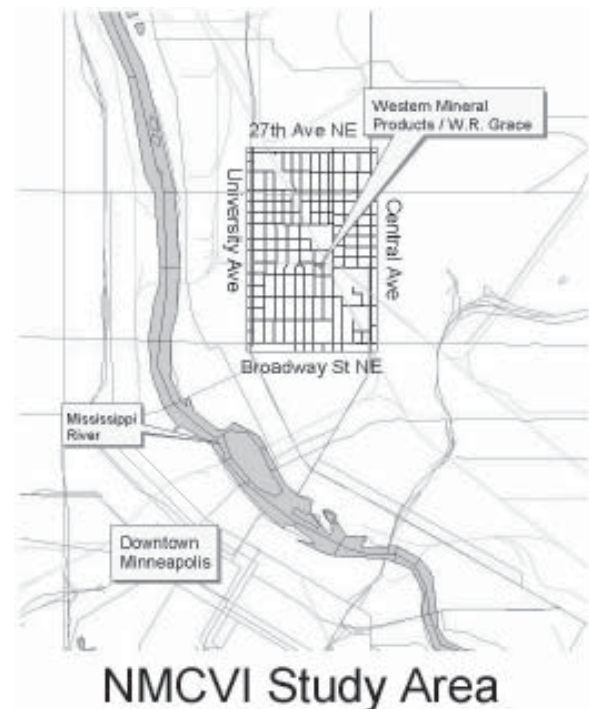 Western Mineral
Products / W.R. Grace
27th Ave NE
University Ave
Central Ave
Broadway St NE
Mississippi
River
Downtown
Minneapolis
NMCVI Study Area